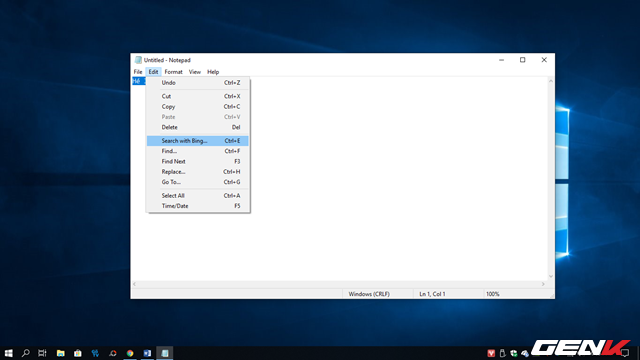 Untitled - Notepad
File Edit Format View Help
Undo Ctrl+Z
Cut Ctrl+X
Copy Ctrl+C
Paste Ctrl+V
Delete Del
Search with Bing... Ctrl+E
Find... Ctrl+F
Find Next F3
Replace... Ctrl+H
Go To... Ctrl+G
Select All Ctrl+A
Time/Date F5
Windows (CRLF) Ln 1, Col 1 100%
GENK